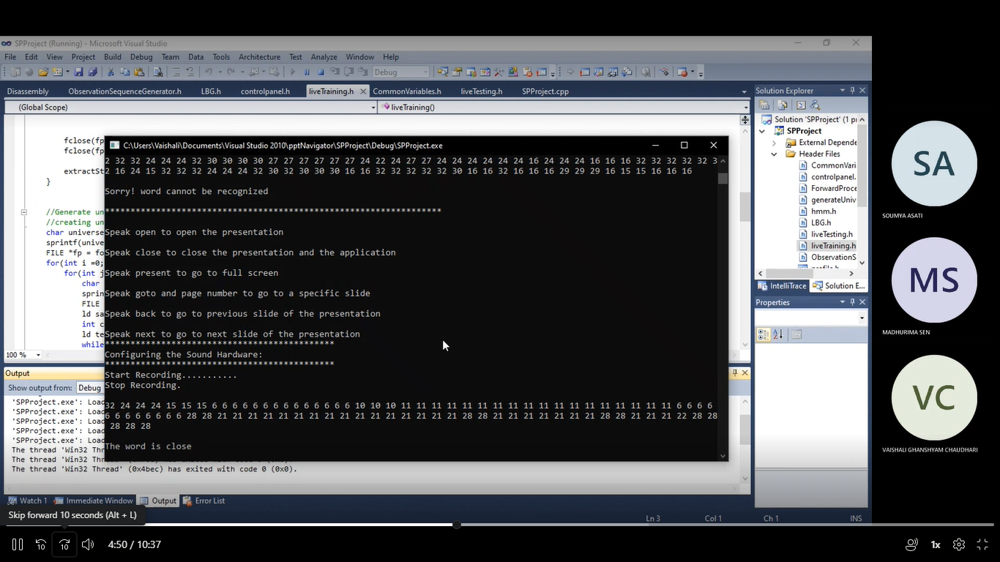 SPProject (Running) - Microsoft Visual Studio
File Edit View Project Build Debug Team Data Tools Architecture Test Analyze Window Help
Debug
Disassembly ObservationSequenceGenerator.h LBG.h controlpanel.h liveTraining.h CommonVariables.h liveTesting.h SPProject.cpp
(Global Scope) liveTraining()
fclose(fp
fclose(fp
extractSt
}
//Generate un
//creating un
char universe
sprintf(unive
FILE *fp = fo
for(int i =0;
for(int j
char
sprin
FILE
ld sa
int c
ld te
while
100 %
C:\Users\Vaishali\Documents\Visual Studio 2010\pptNavigator\SPProject\Debug\SPProject.exe
2 32 32 24 24 24 32 30 30 30 30 27 27 27 27 27 24 22 24 27 27 24 24 24 24 24 16 24 24 24 16 16 16 32 32 32 32 32 3
2 16 24 15 32 32 32 24 24 24 32 30 32 30 30 30 16 16 32 32 32 32 32 30 16 16 32 16 16 16 29 29 29 16 15 15 16 16 16
Sorry! word cannot be recognized
******************************************************************
Speak open to open the presentation
Speak close to close the presentation and the application
Speak present to go to full screen
Speak goto and page number to go to a specific slide
Speak back to go to previous slide of the presentation
Speak next to go to next slide of the presentation
*********************************************
Configuring the Sound Hardware:
*********************************************
Start Recording...........
Stop Recording.
32 24 24 24 15 15 15 6 6 6 6 6 6 6 6 6 6 6 6 6 6 10 10 10 11 11 11 11 11 11 11 11 11 11 11 11 11 11 11 11 11 11 6 6 6 6
6 6 6 6 6 6 6 6 28 28 21 21 21 21 21 21 21 21 21 21 21 21 21 21 21 21 28 28 21 21 21 21 21 21 21 28 28 21 21 21 22 28 28
28 28 28
The word is close
Solution Explorer
Solution 'SPProject' (1 pr
SPProject
External Depende
Header Files
CommonVari
controlpanel.
ForwardProce
generateUniv
hmm.h
LBG.h
liveTesting.h
liveTraining.h
ObservationS
IntelliTrace Solution E...
Properties
Output
Show output from: Debug
'SPProject.exe': Load
'SPProject.exe': Load
'SPProject.exe': Load
'SPProject.exe': Load
'SPProject.exe': Load
The thread 'Win32 Thr
The thread 'Win32 Thread' (0x4bec) has exited with code 0 (0x0).
Watch 1 Immediate Window Output Error List
Ln 3 Col 1 Ch 1 INS
SA
SOUMYA ASATI
MS
MADHURIMA SEN
VC
VAISHALI GHANSHYAM CHAUDHARI
Skip forward 10 seconds (Alt + L)
10 10 4:50 / 10:37 1x